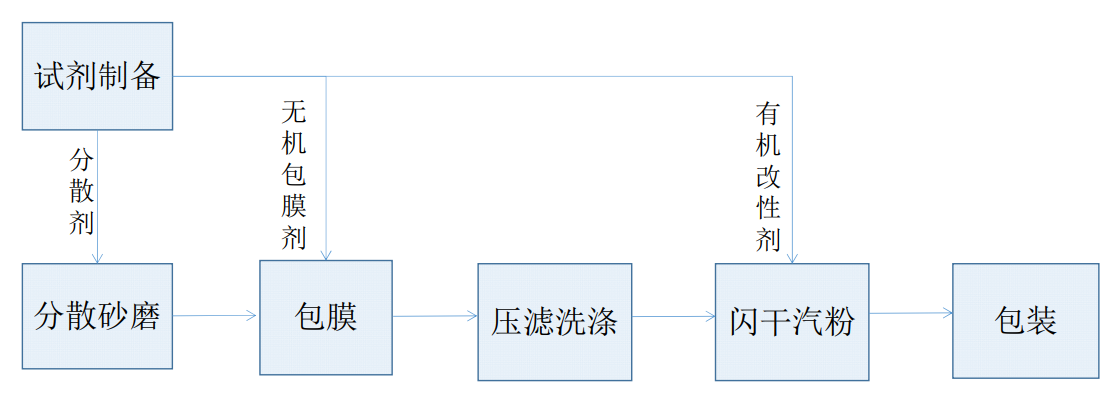 试剂制备
分散剂
无机包膜剂
有机改性剂
分散砂磨
包膜
压滤洗涤
闪干汽粉
包装